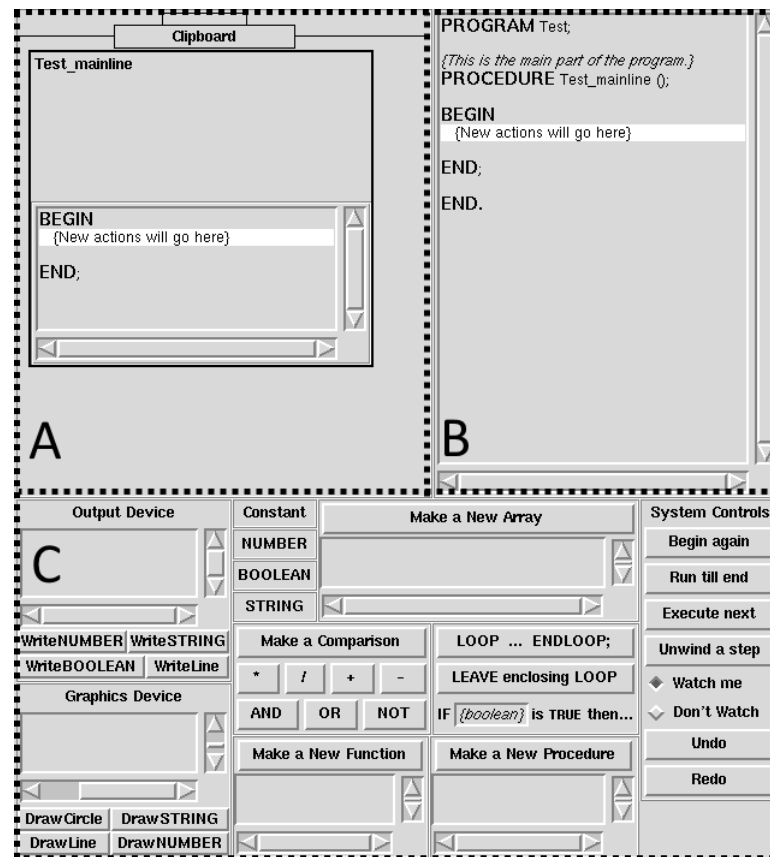 Clipboard
Test_mainline
BEGIN
{New actions will go here}
END;
A
PROGRAM Test;
{This is the main part of the program.}
PROCEDURE Test_mainline ();
BEGIN
{New actions will go here}
END;
END.
B
Output Device
C
WriteNUMBER WriteSTRING
WriteBOOLEAN WriteLine
Graphics Device
DrawCircle DrawSTRING
DrawLine DrawNUMBER
Constant
NUMBER
BOOLEAN
STRING
Make a New Array
Make a Comparison
* / + -
AND OR NOT
LOOP ... ENDLOOP;
LEAVE enclosing LOOP
IF {boolean} is TRUE then...
Make a New Function
Make a New Procedure
System Controls
Begin again
Run till end
Execute next
Unwind a step
Watch me
Don't Watch
Undo
Redo